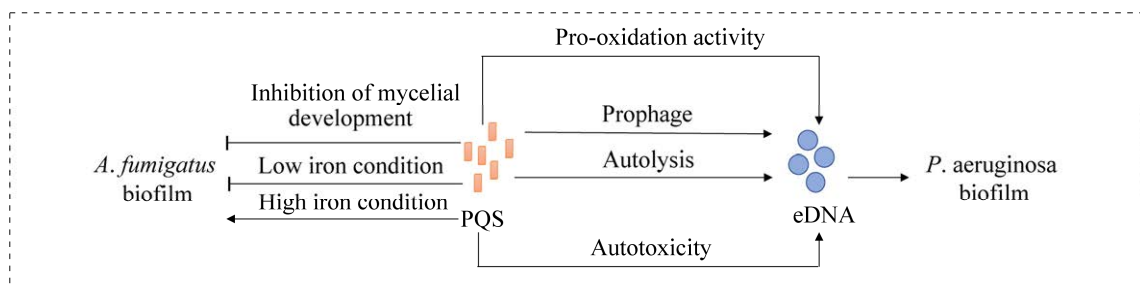 Pro-oxidation activity
Inhibition of mycelial
development
Prophage
A. fumigatus
biofilm
Low iron condition
Autolysis
P. aeruginosa
biofilm
High iron condition
PQS
eDNA
Autotoxicity